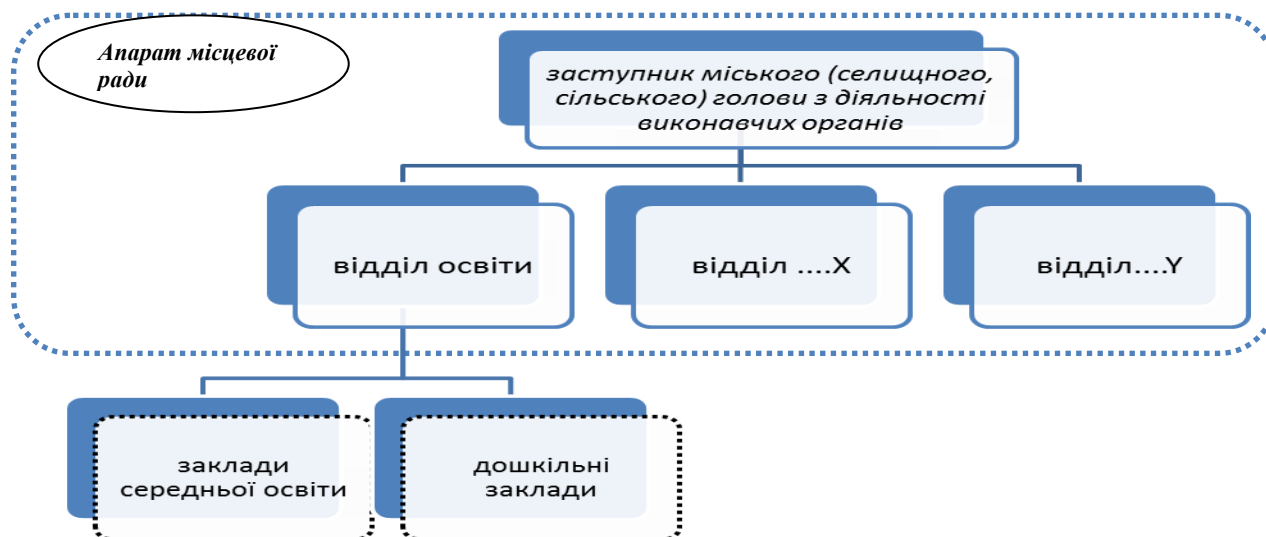 Апарат місцевої
ради
заступник міського (селищного,
сільського) голови з діяльності
виконавчих органів
відділ освіти
відділ ....X
відділ....Y
заклади
середньої освіти
дошкільні
заклади